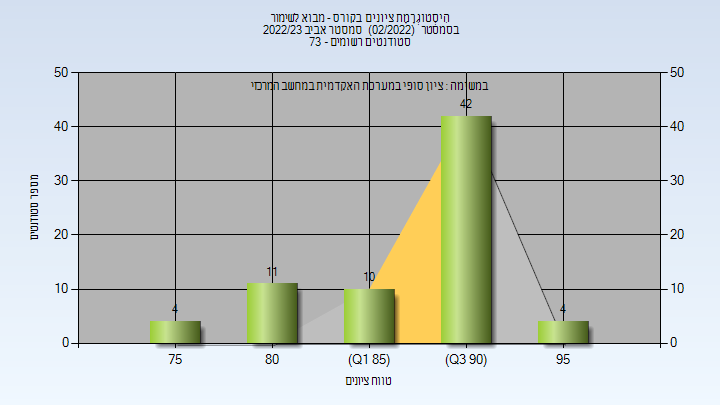 היסטוגרמת ציונים בקורס - מבוא לשימור
בסמסטר (02/2022) סמסטר אביב 2022/23
סטודנטים רשומים - 73
במשימה : ציון סופי במערכת האקדמית במחשב המרכזי
50 50
40 40
30 30
20 20
10 10
0 0
4 11 10 42 4
75 80 (Q1 85) (Q3 90) 95
מספר סטודנטים
טווח ציונים